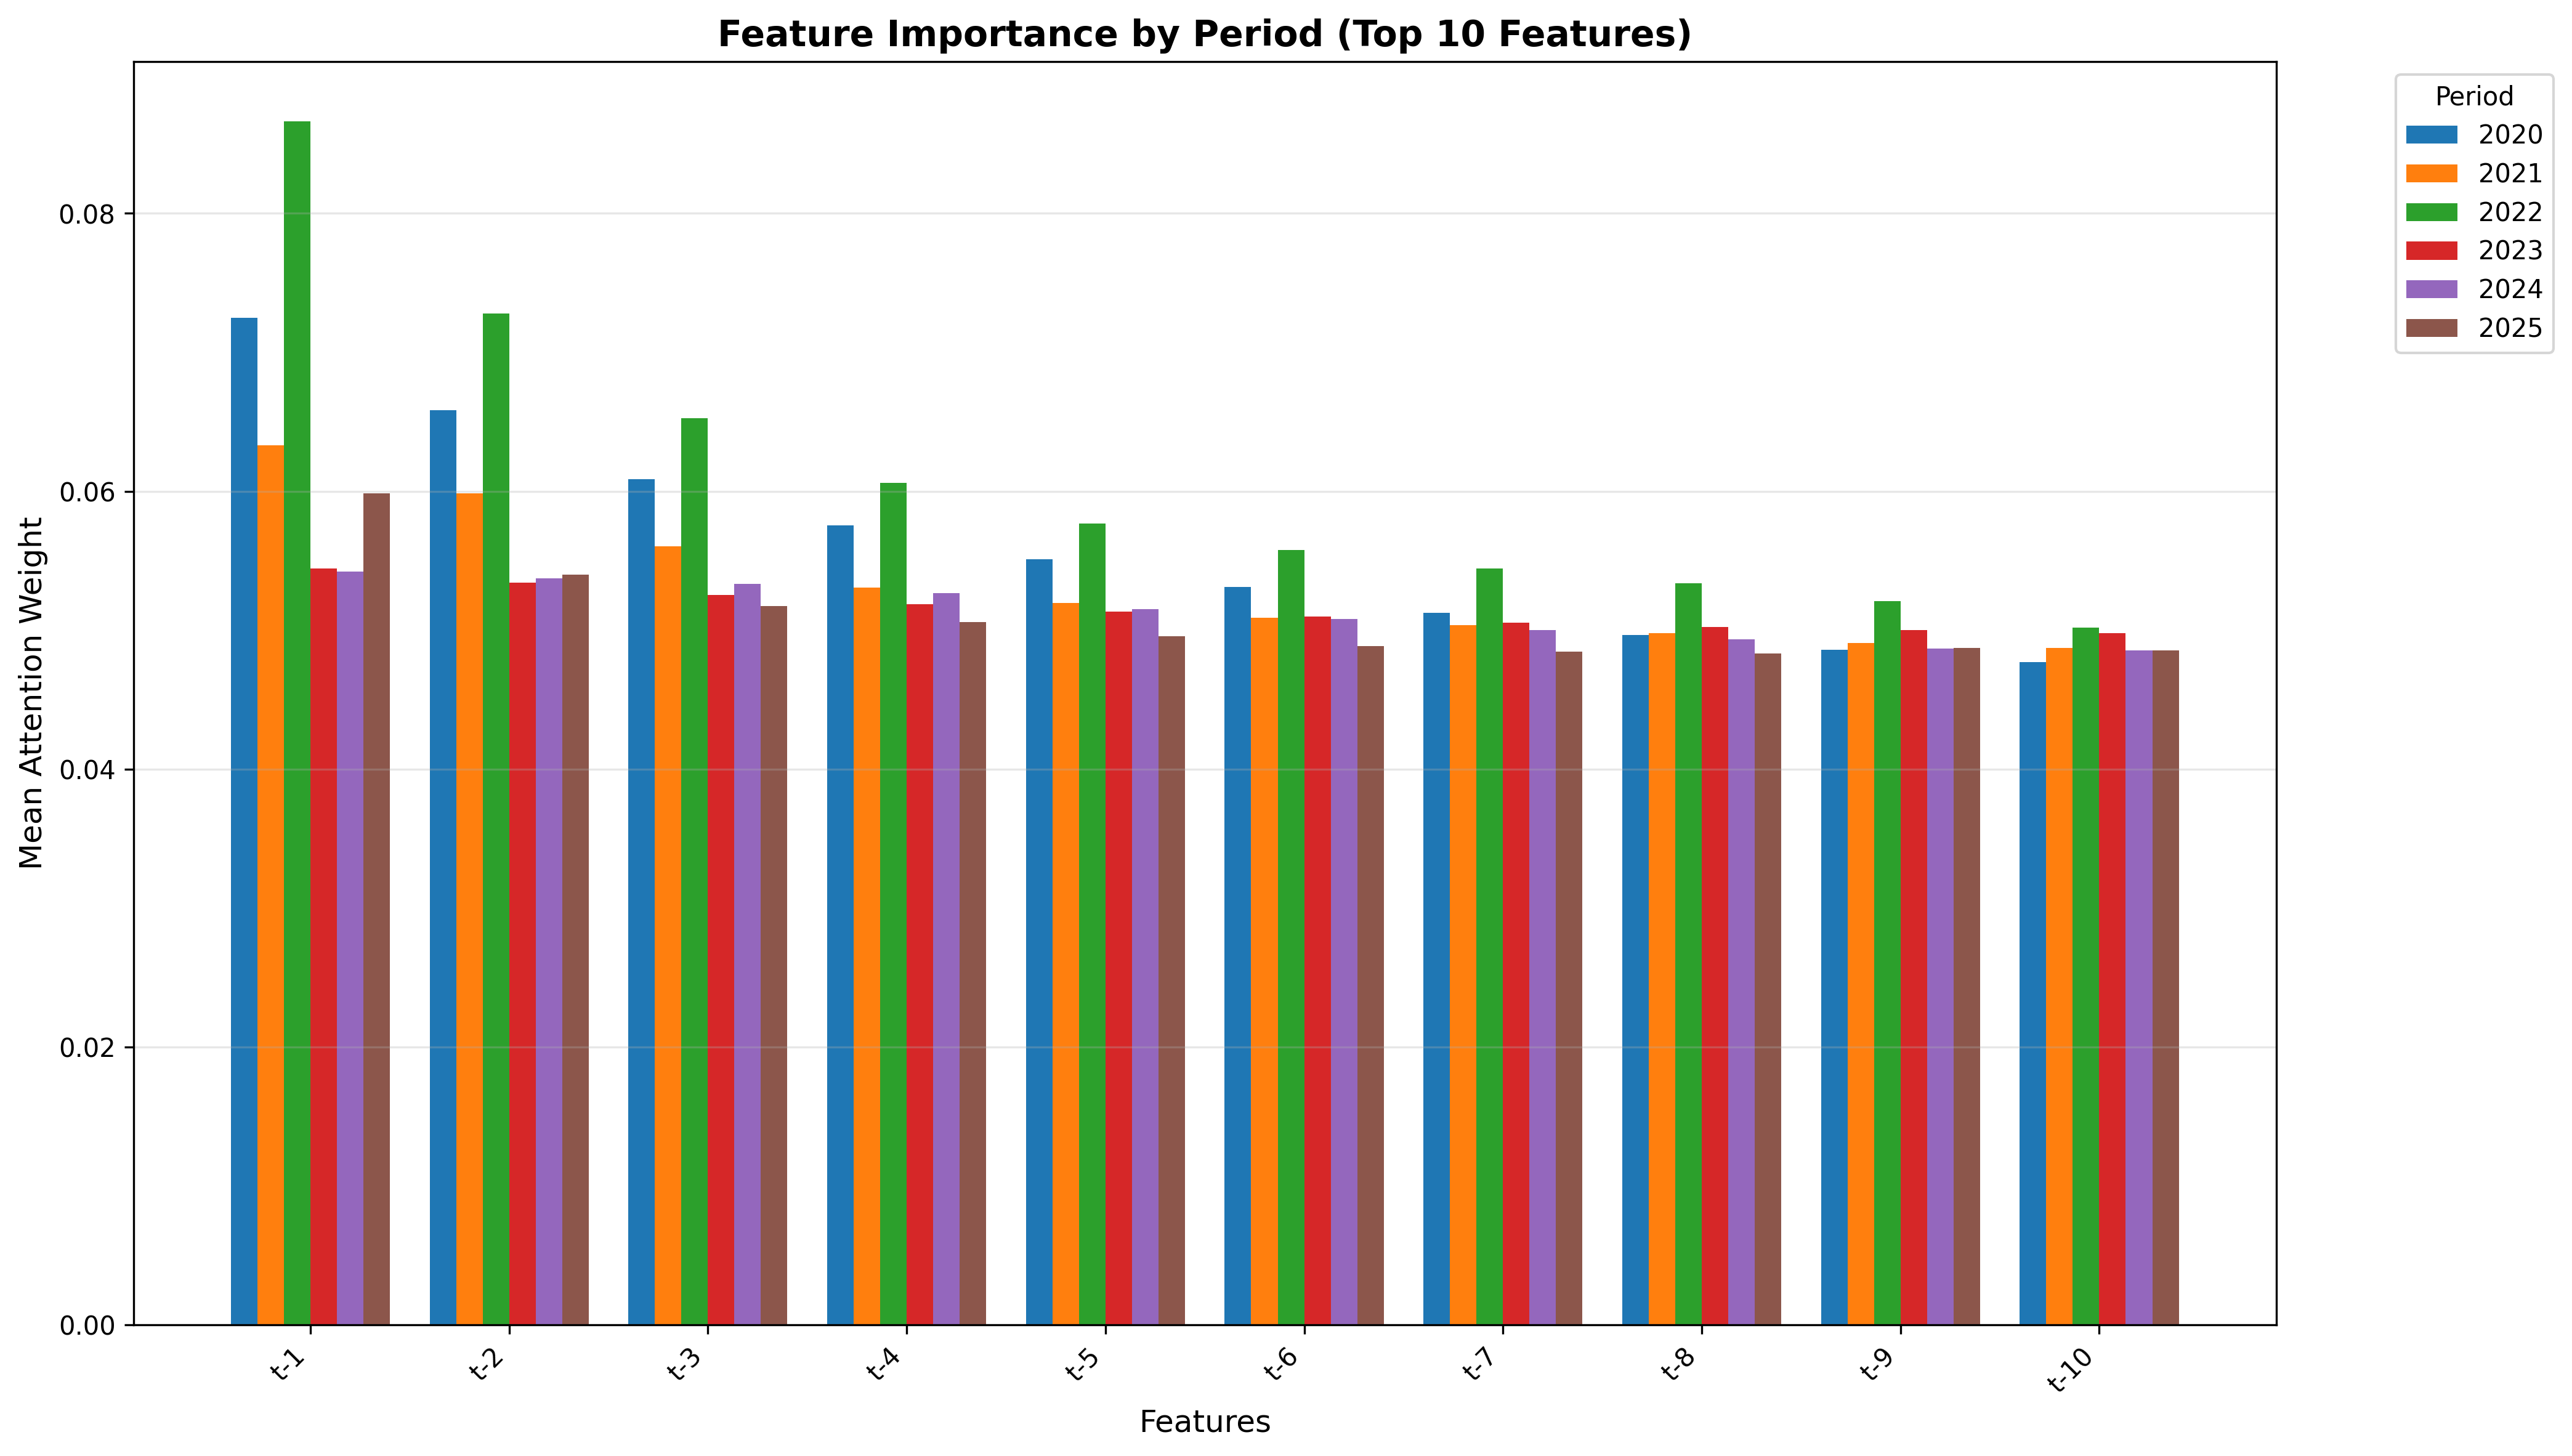 Feature Importance by Period (Top 10 Features)
Period
2020
2021
2022
2023
2024
2025
Mean Attention Weight
0.08
0.06
0.04
0.02
0.00
t-1
t-2
t-3
t-4
t-5
t-6
t-7
t-8
t-9
t-10
Features